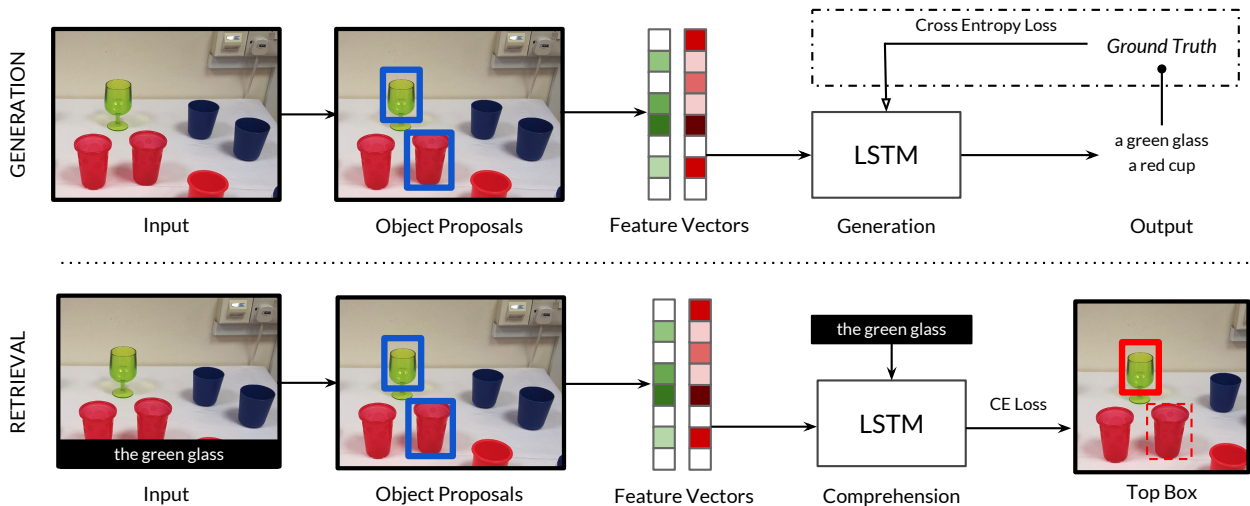 GENERATION
Cross Entropy Loss
Ground Truth
LSTM
a green glass
a red cup
Input
Object Proposals
Feature Vectors
Generation
Output
RETRIEVAL
the green glass
the green glass
LSTM
CE Loss
Input
Object Proposals
Feature Vectors
Comprehension
Top Box